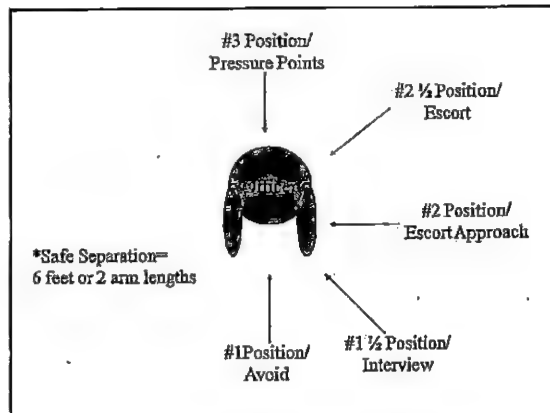 #3 Position/
Pressure Points
#2 ½ Position/
Escort
#2 Position/
Escort Approach
*Safe Separation=
6 feet or 2 arm lengths
#1Position/
Avoid
#1 ½ Position/
Interview